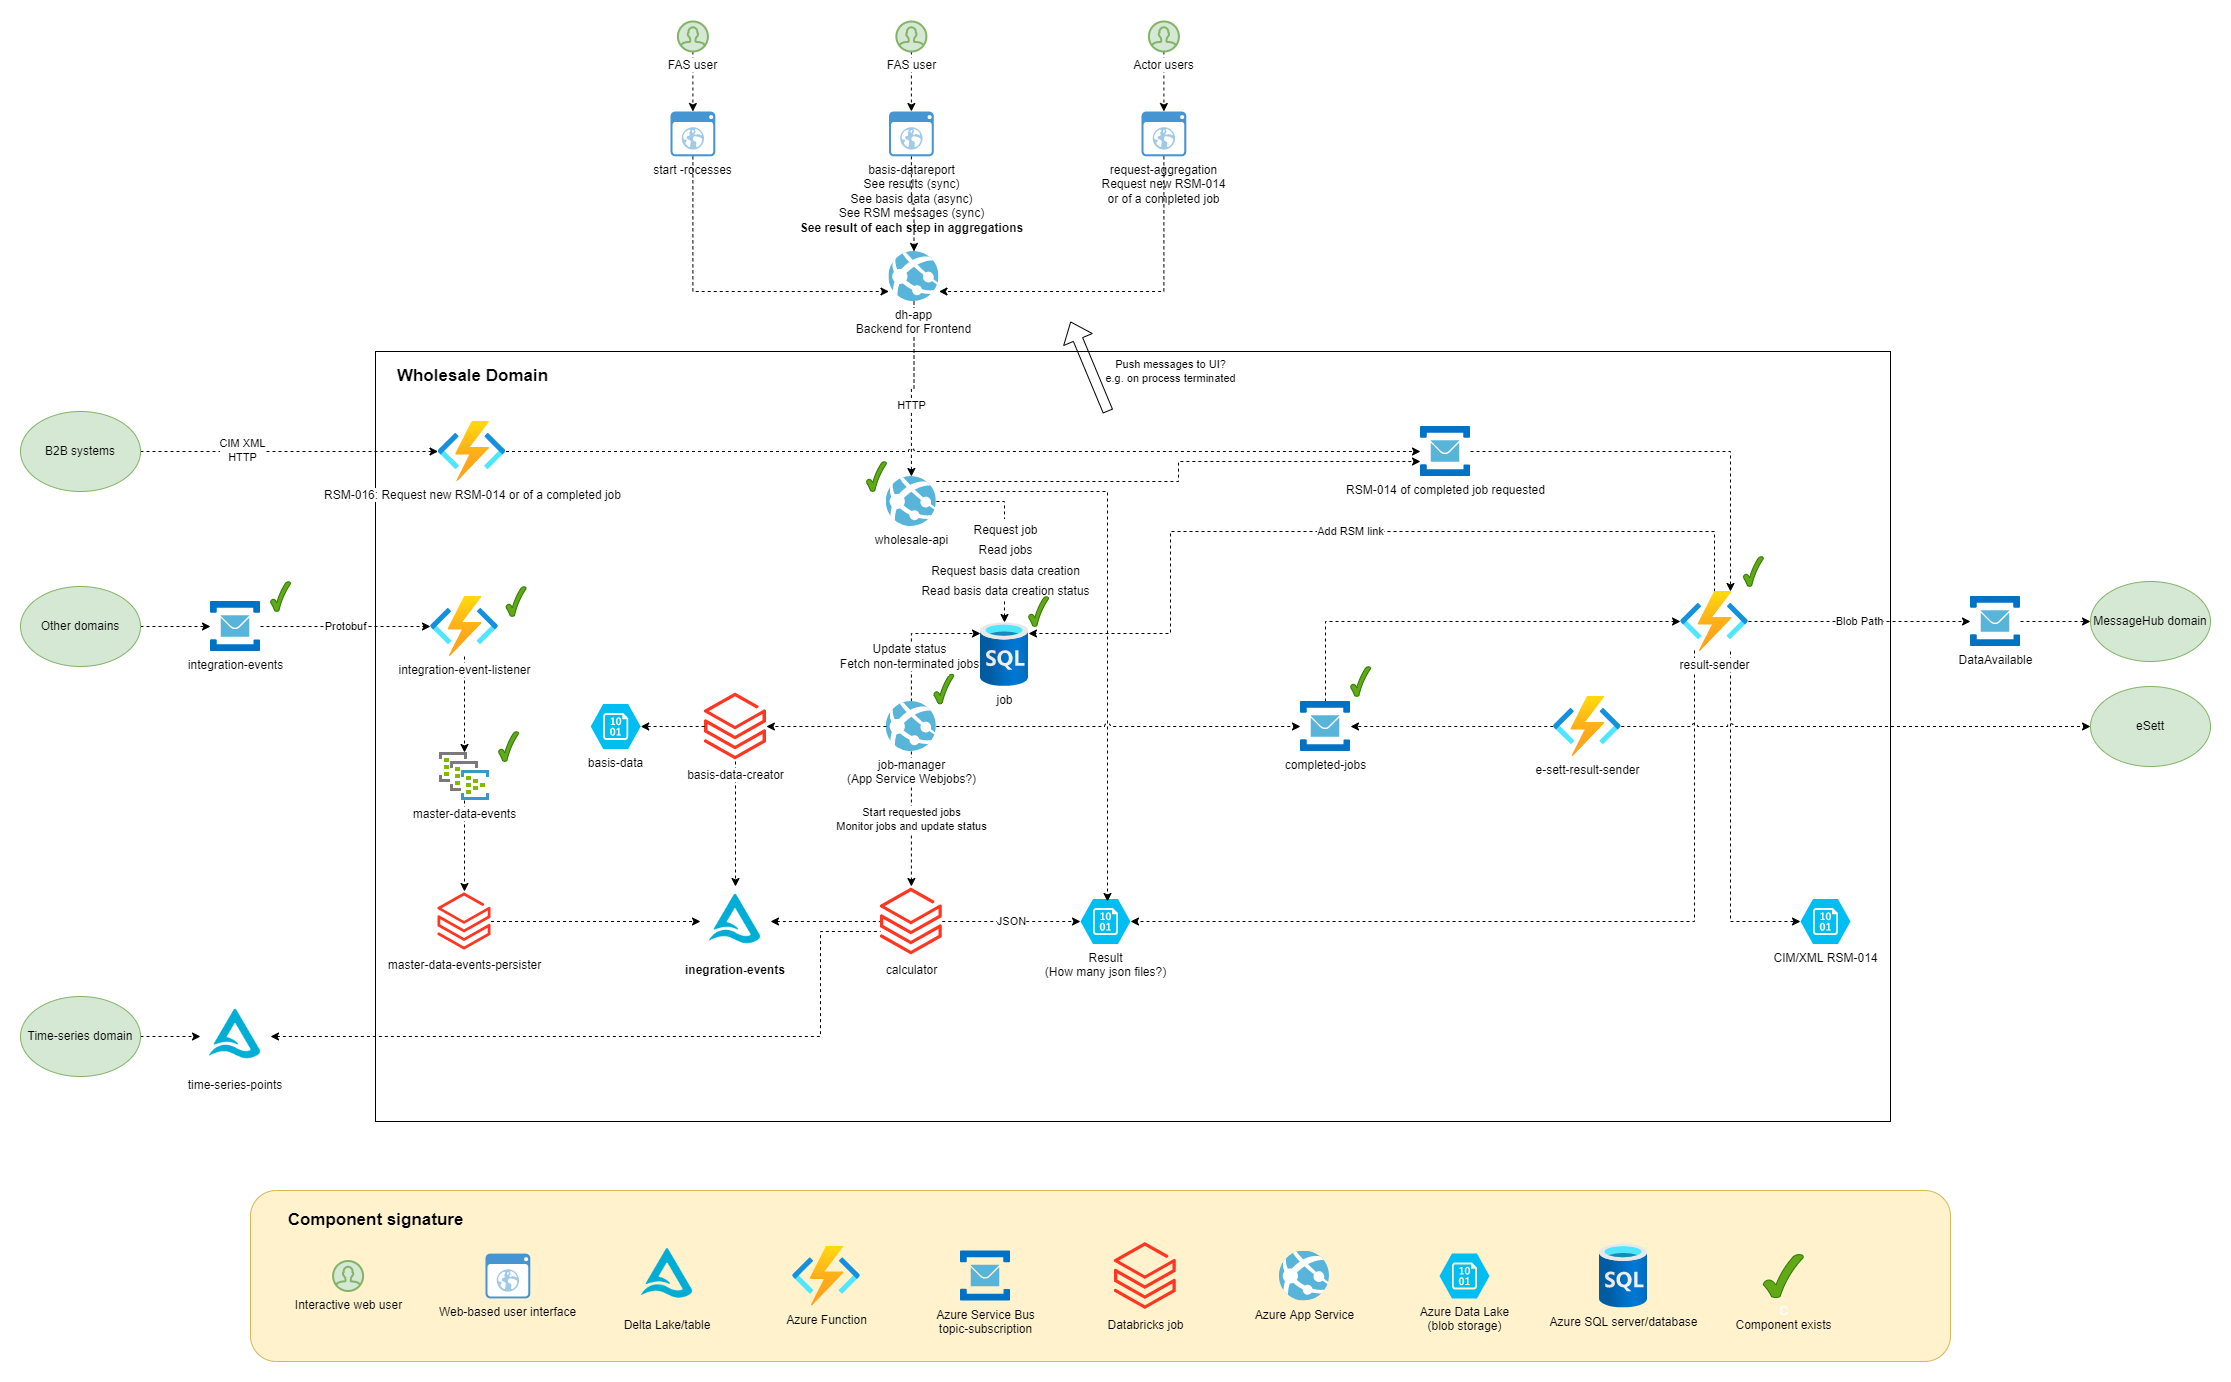 FAS user
FAS user
Actor users
start -rocesses
basis-datareport
See results (sync)
See basis data (async)
See RSM messages (sync)
See result of each step in aggregations
request-aggregation
Request new RSM-014
or of a completed job
dh-app
Backend for Frontend
Wholesale Domain
Push messages to UI?
e.g. on process terminated
HTTP
B2B systems
CIM XML
HTTP
RSM-016: Request new RSM-014 or of a completed job
RSM-014 of completed job requested
wholesale-api
Request job
Read jobs
Request basis data creation
Read basis data creation status
Add RSM link
Other domains
integration-events
Protobuf
integration-event-listener
Update status
Fetch non-terminated jobs
SQL
job
result-sender
Blob Path
DataAvailable
MessageHub domain
10
01
basis-data
basis-data-creator
job-manager
(App Service Webjobs?)
completed-jobs
e-sett-result-sender
eSett
master-data-events
Start requested jobs
Monitor jobs and update status
master-data-events-persister
inegration-events
calculator
JSON
10
01
Result
(How many json files?)
10
01
CIM/XML RSM-014
Time-series domain
time-series-points
Component signature
Interactive web user
Web-based user interface
Delta Lake/table
Azure Function
Azure Service Bus
topic-subscription
Databricks job
Azure App Service
10
01
Azure Data Lake
(blob storage)
SQL
Azure SQL server/database
C
Component exists